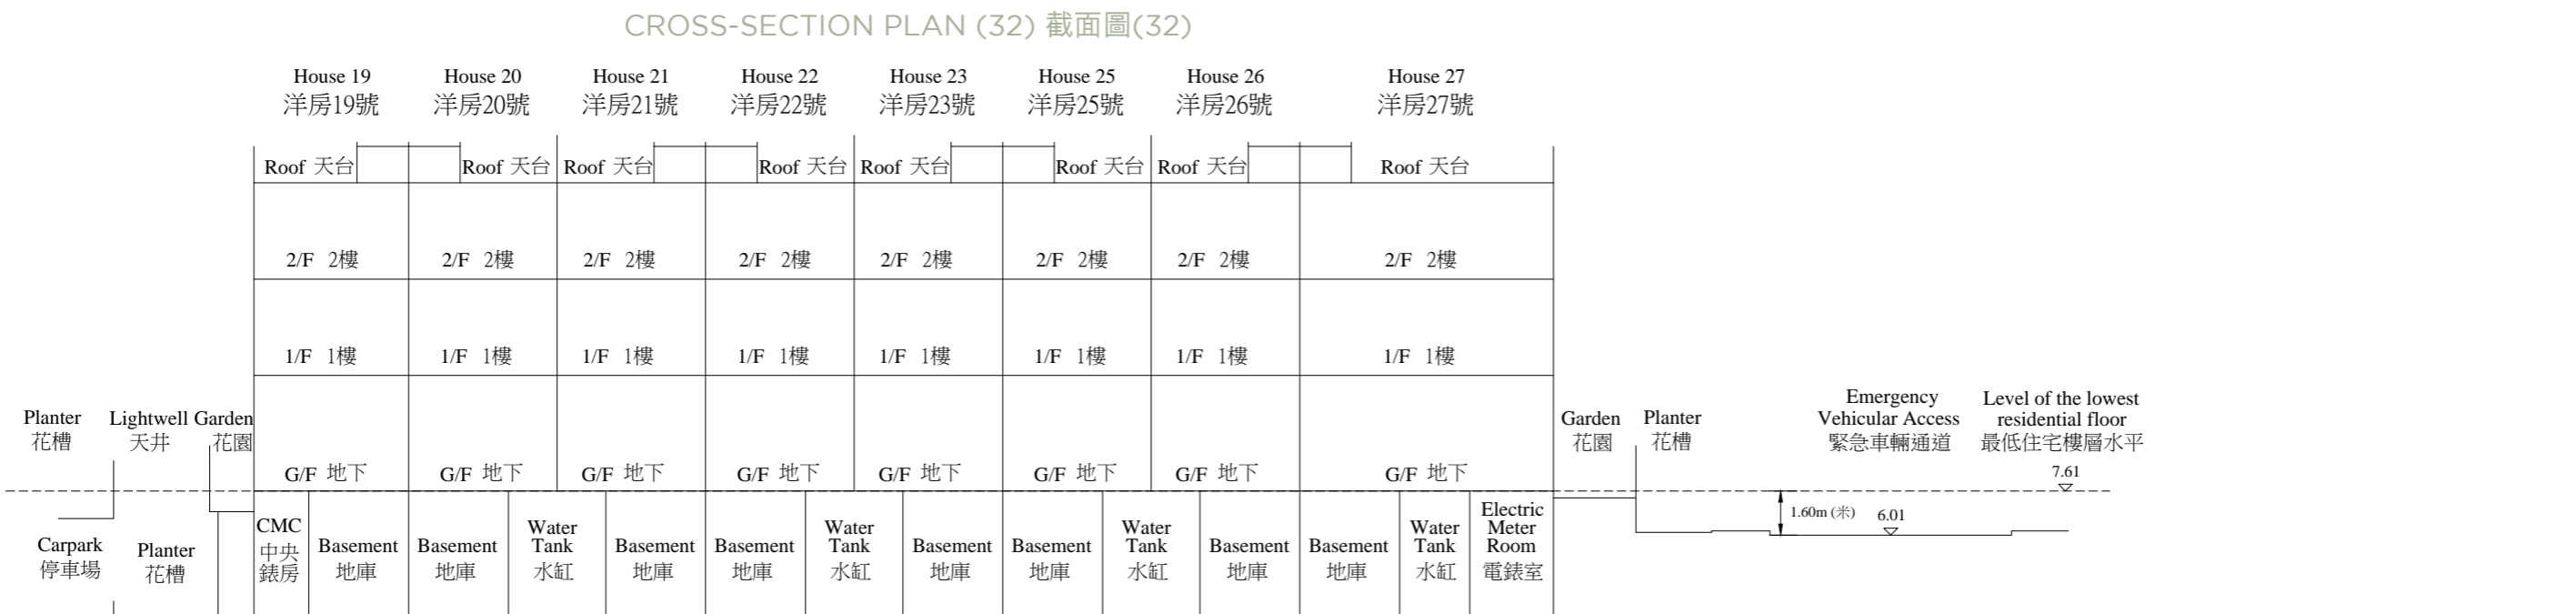 CROSS-SECTION PLAN (32) 截面圖(32)
House 19 House 20 House 21 House 22 House 23 House 25 House 26 House 27
洋房19號 洋房20號 洋房21號 洋房22號 洋房23號 洋房25號 洋房26號 洋房27號
Roof 天台 Roof 天台 Roof 天台 Roof 天台 Roof 天台 Roof 天台 Roof 天台 Roof 天台
2/F 2樓 2/F 2樓 2/F 2樓 2/F 2樓 2/F 2樓 2/F 2樓 2/F 2樓 2/F 2樓
1/F 1樓 1/F 1樓 1/F 1樓 1/F 1樓 1/F 1樓 1/F 1樓 1/F 1樓 1/F 1樓
Planter
花槽
Lightwell
天井
Garden
花園
G/F 地下 G/F 地下 G/F 地下 G/F 地下 G/F 地下 G/F 地下 G/F 地下 G/F 地下
Garden
花園
Planter
花槽
Emergency
Vehicular Access
緊急車輛通道
Level of the lowest
residential floor
最低住宅樓層水平
7.61
1.60m (米)
6.01
Carpark
停車場
Planter
花槽
CMC
中央
錶房
Basement
地庫
Basement
地庫
Water
Tank
水缸
Basement
地庫
Basement
地庫
Water
Tank
水缸
Basement
地庫
Basement
地庫
Water
Tank
水缸
Basement
地庫
Basement
地庫
Water
Tank
水缸
Electric
Meter
Room
電錶室